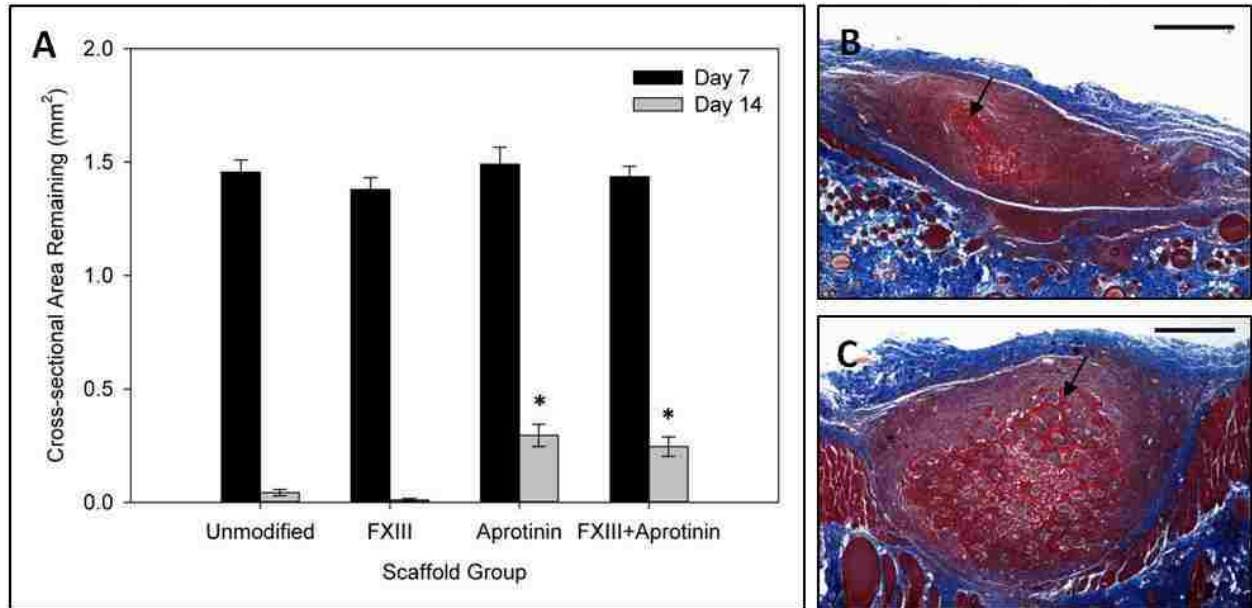 A
2.0
1.5
1.0
0.5
0.0
Cross-sectional Area Remaining (mm²)
Day 7
Day 14
*
*
Unmodified FXIII Aprotinin FXIII+Aprotinin
Scaffold Group
B
C